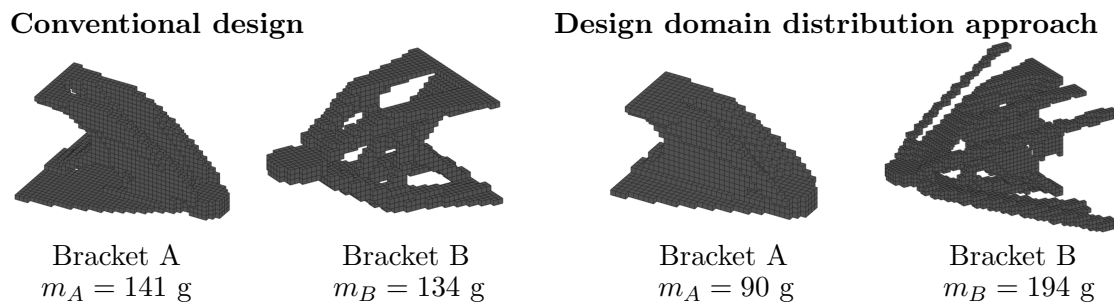 Conventional design
Design domain distribution approach
Bracket A
m_A = 141 g
Bracket B
m_B = 134 g
Bracket A
m_A = 90 g
Bracket B
m_B = 194 g